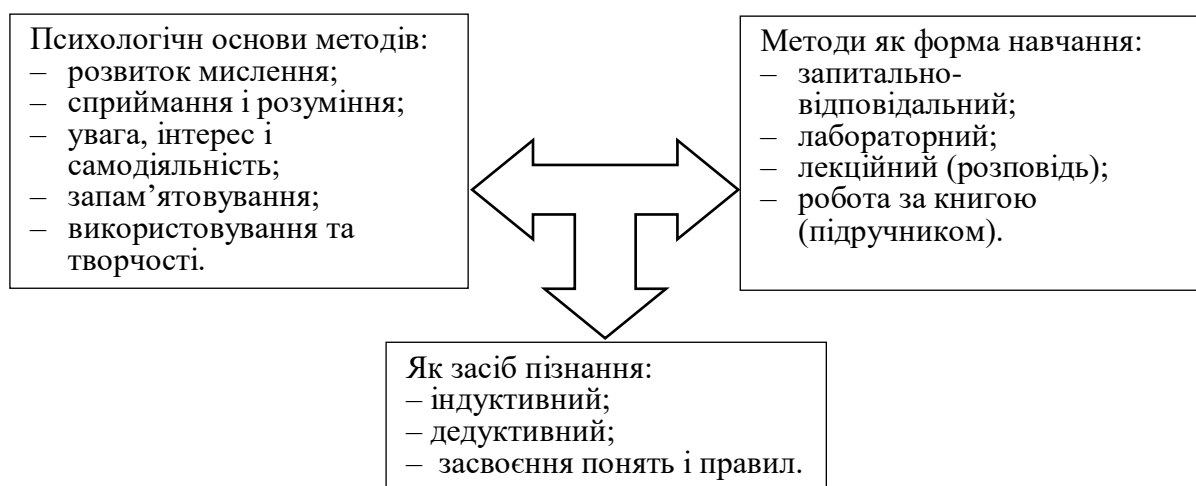 Психологічн основи методів:
– розвиток мислення;
– сприймання і розуміння;
– увага, інтерес і
самодіяльність;
– запам’ятовування;
– використовування та
творчості.
Методи як форма навчання:
– запитально-
відповідальний;
– лабораторний;
– лекційний (розповідь);
– робота за книгою
(підручником).
Як засіб пізнання:
– індуктивний;
– дедуктивний;
– засвоєння понять і правил.